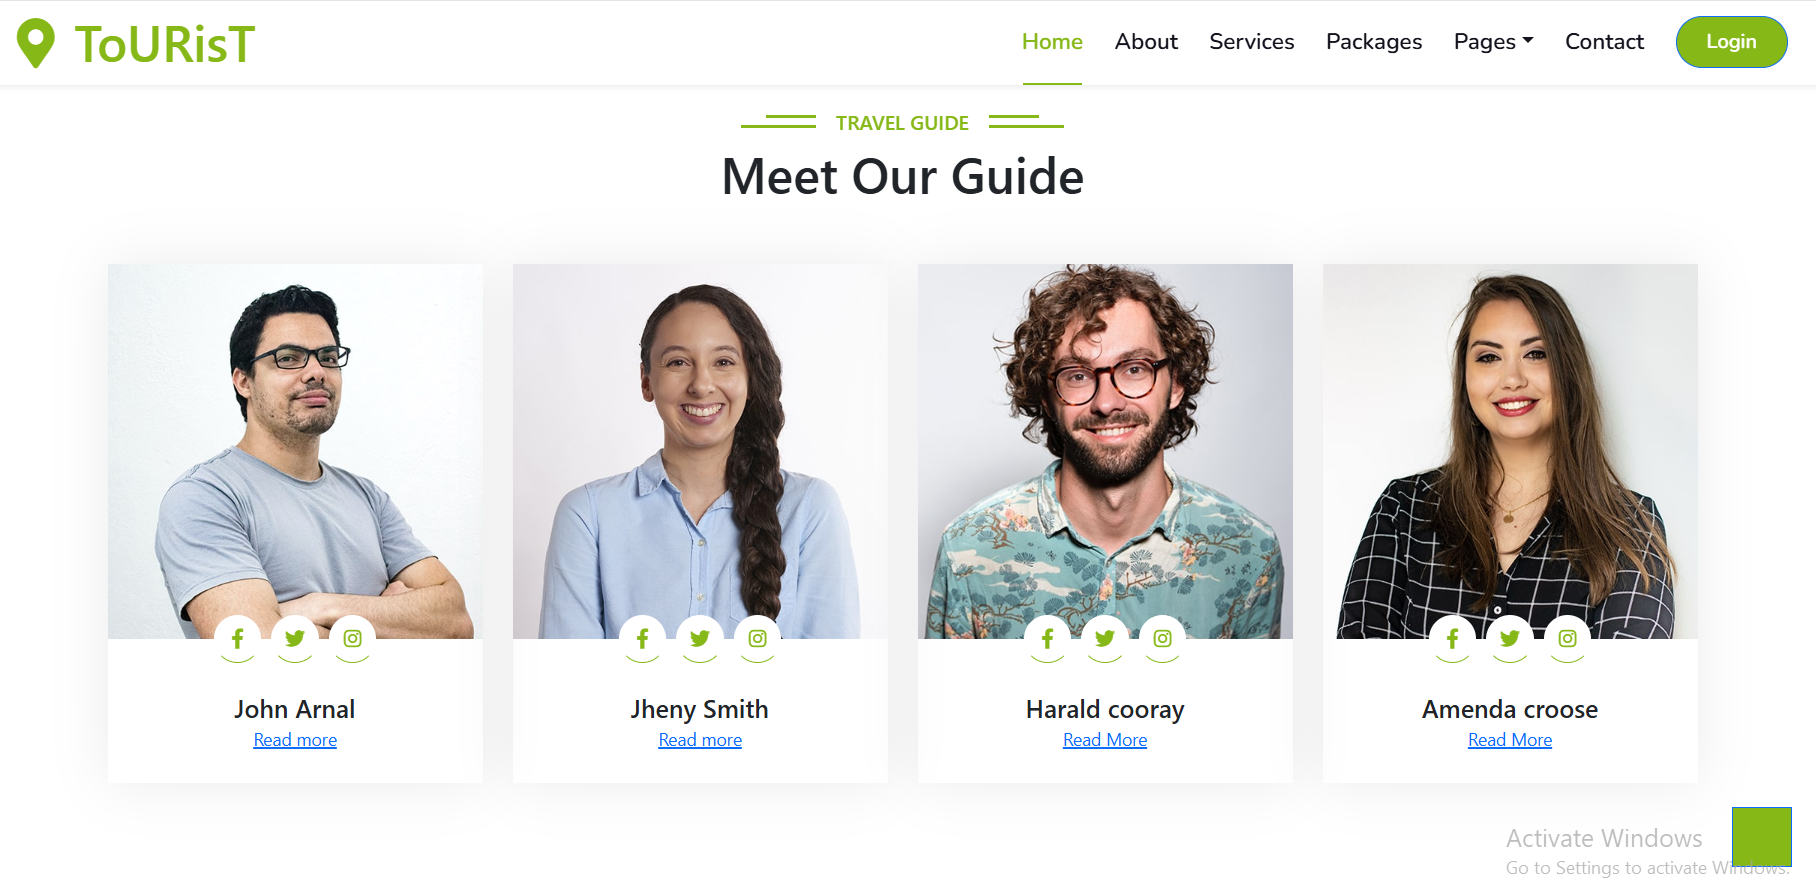 ToURisT
Home About Services Packages Pages Contact Login
TRAVEL GUIDE
Meet Our Guide
John Arnal
Read more
Jheny Smith
Read more
Harald cooray
Read More
Amenda croose
Read More
Activate Windows
Go to Settings to activate Windows.